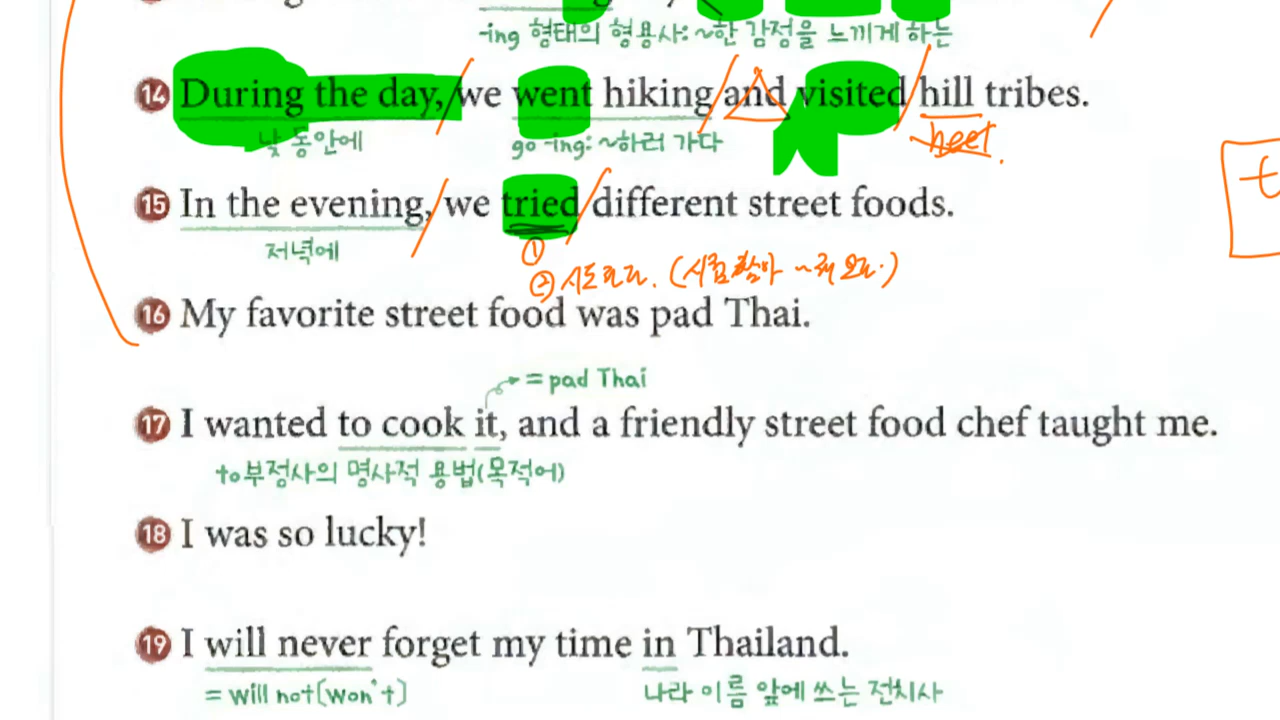 -ing 형태의 형용사: ~한 감정을 느끼게 하는
14 During the day, we went hiking and visited hill tribes.
낮 동안에
go -ing: ~하러 가다
15 In the evening, we tried different street foods.
저녁에
①
②
16 My favorite street food was pad Thai.
= pad Thai
17 I wanted to cook it, and a friendly street food chef taught me.
to부정사의 명사적 용법(목적어)
18 I was so lucky!
19 I will never forget my time in Thailand.
= will not(won't)
나라 이름 앞에 쓰는 전치사